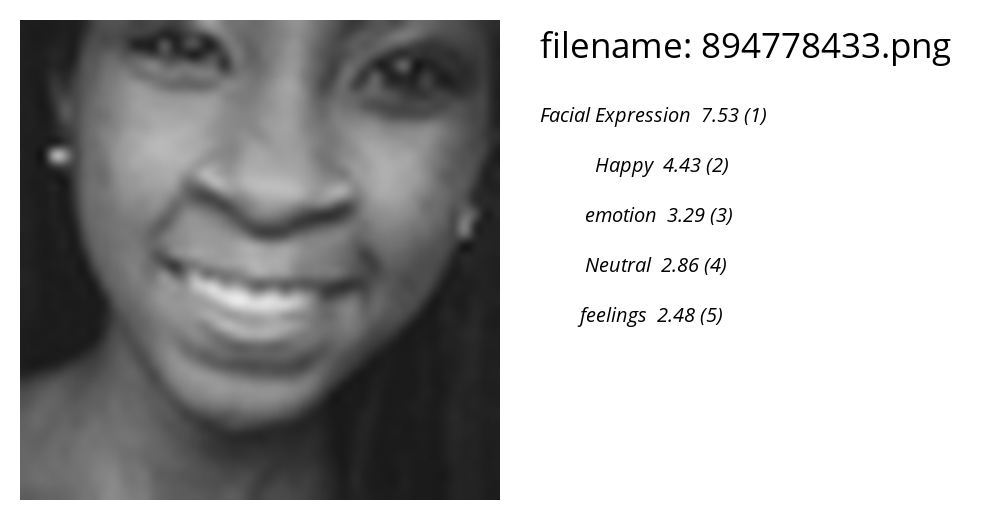 filename: 894778433.png
Facial Expression 7.53 (1)
Happy 4.43 (2)
emotion 3.29 (3)
Neutral 2.86 (4)
feelings 2.48 (5)